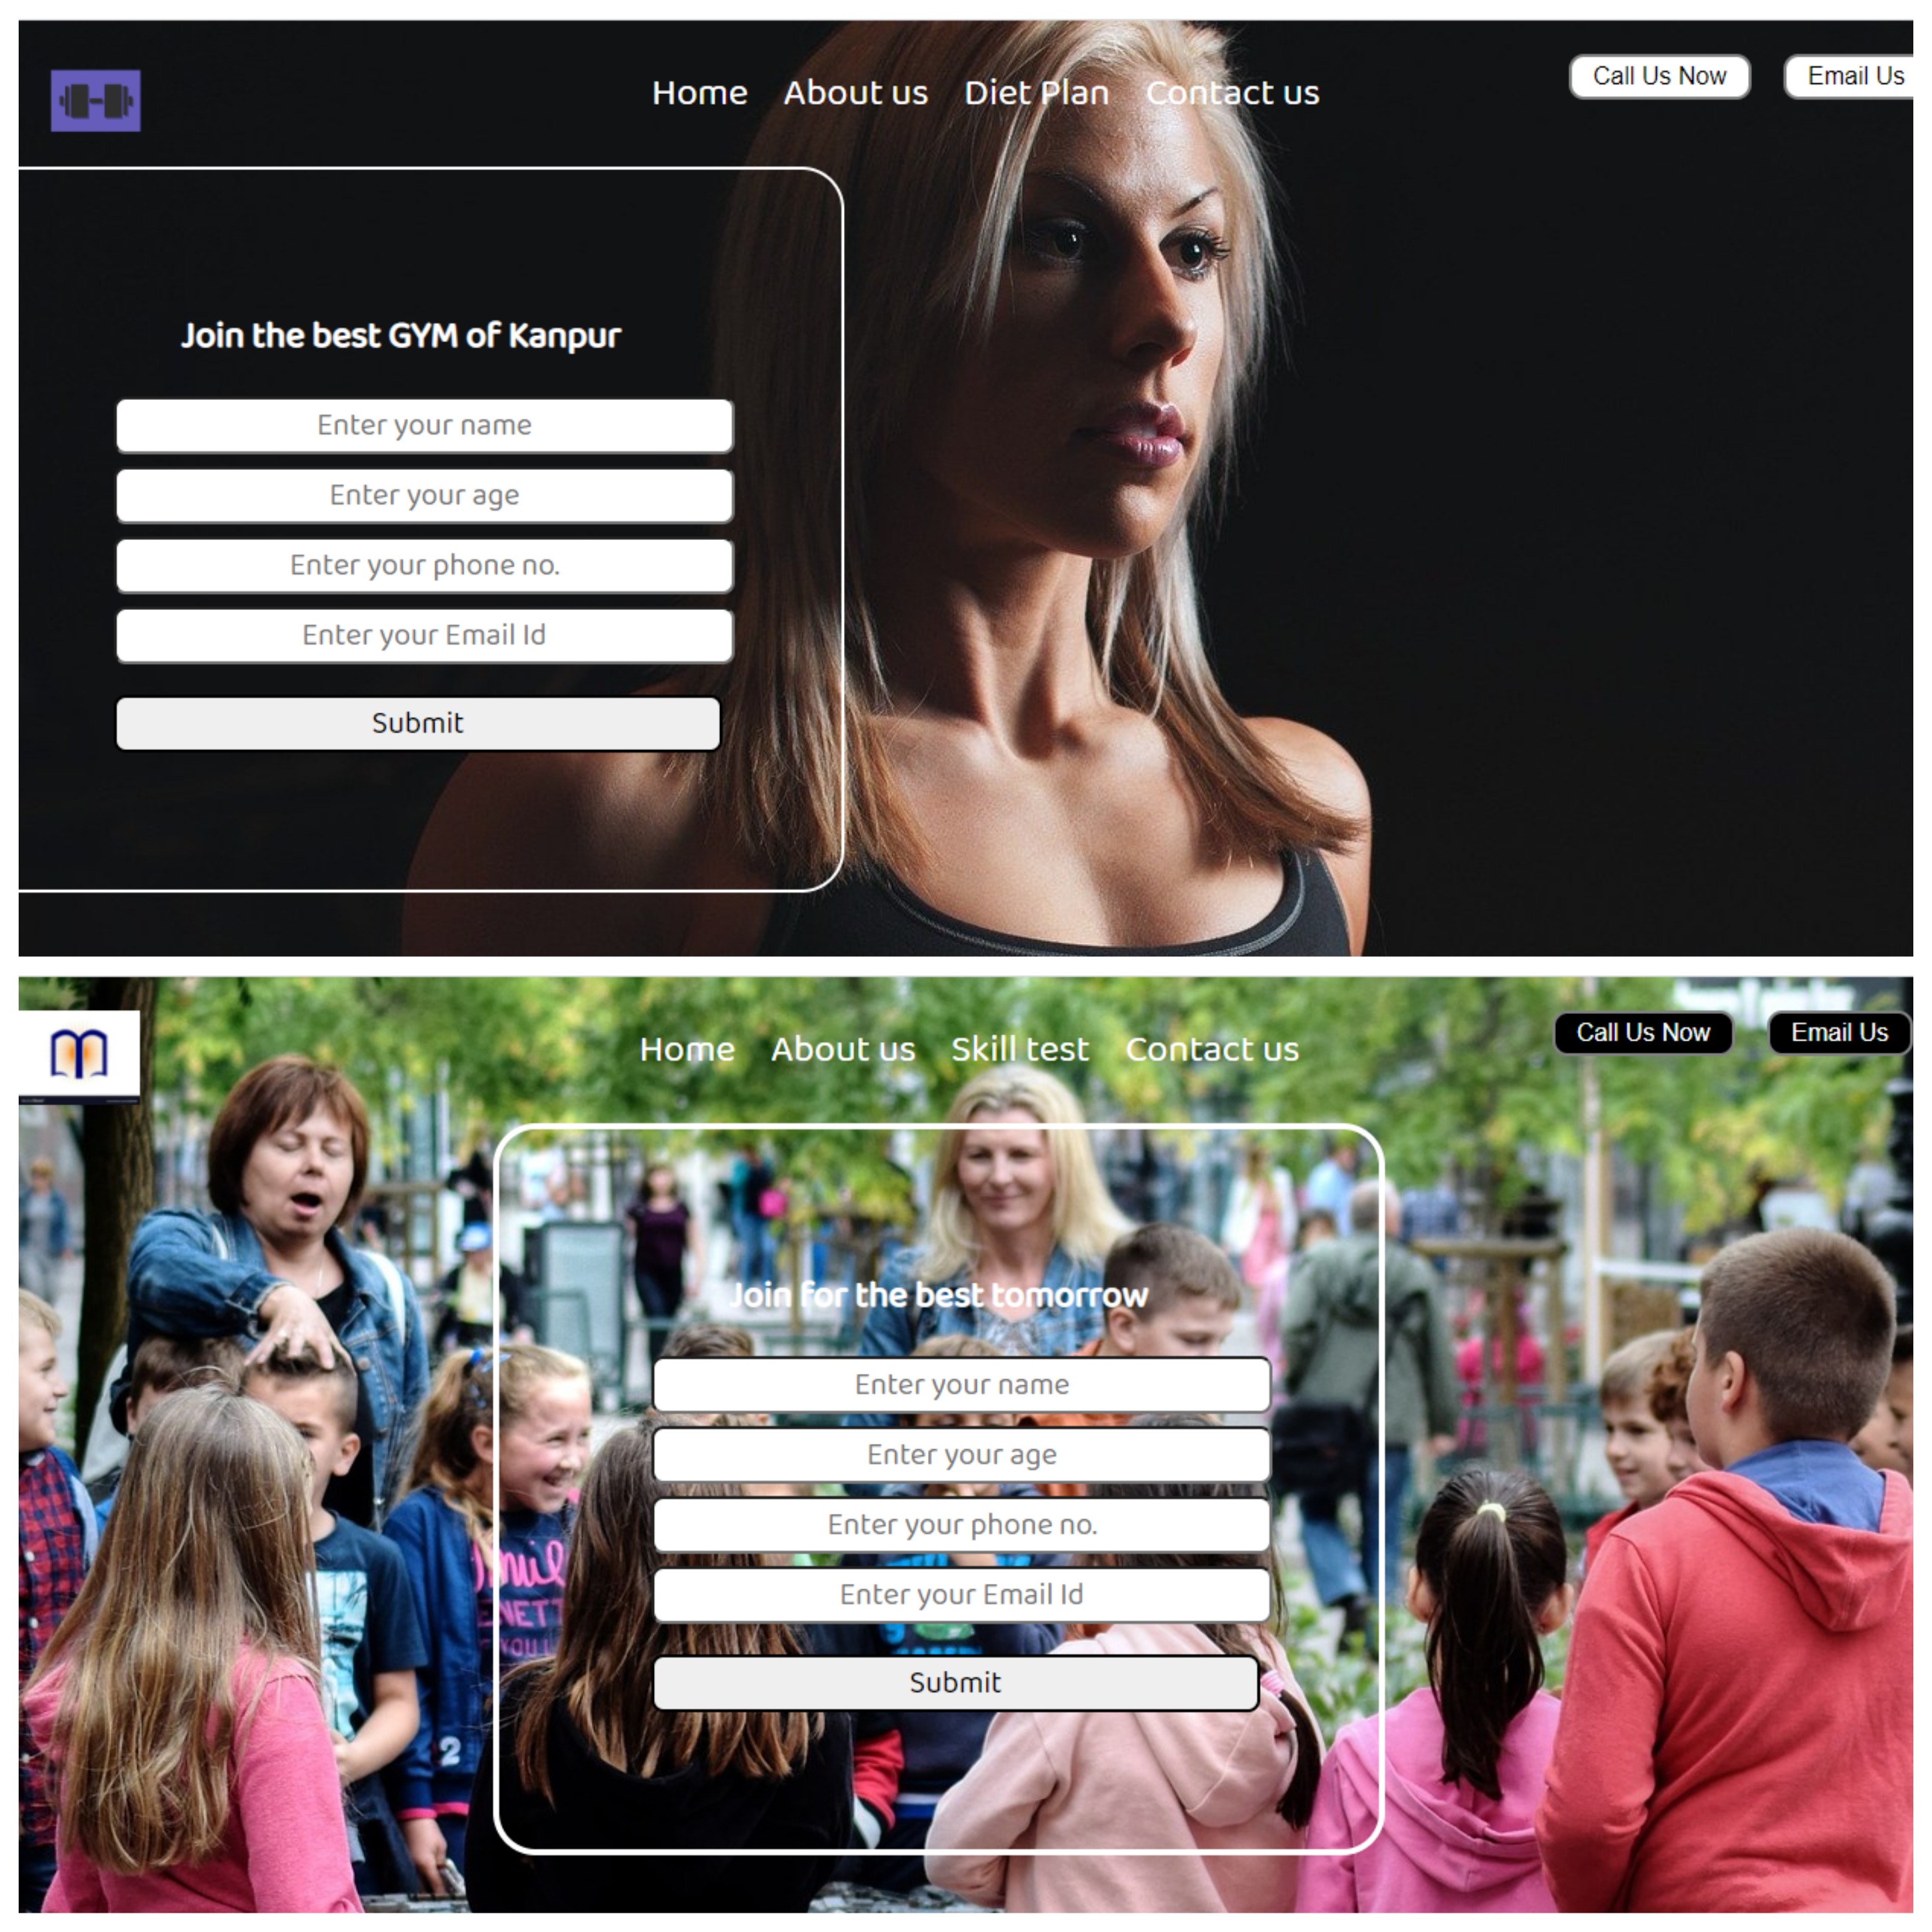 Home About us Diet Plan Contact us Call Us Now Email Us
Join the best GYM of Kanpur
Enter your name
Enter your age
Enter your phone no.
Enter your Email Id
Submit
Home About us Skill test Contact us Call Us Now Email Us
Join for the best tomorrow
Enter your name
Enter your age
Enter your phone no.
Enter your Email Id
Submit
2